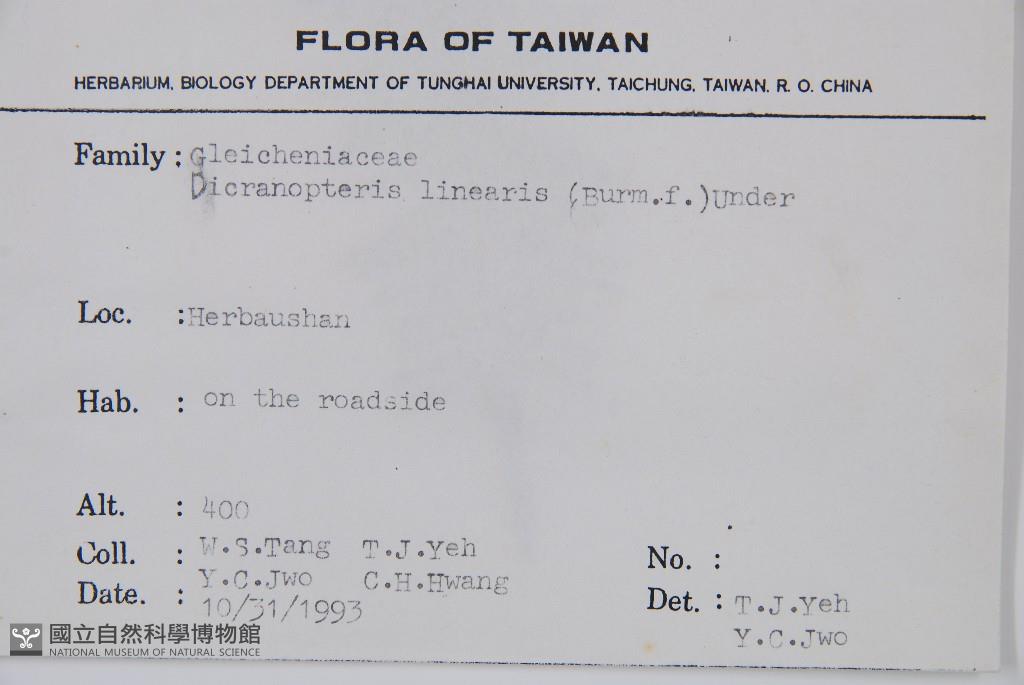 FLORA OF TAIWAN
HERBARIUM, BIOLOGY DEPARTMENT OF TUNGHAI UNIVERSITY, TAICHUNG, TAIWAN, R. O. CHINA
Family : Gleicheniaceae
Dicranopteris linearis (Burm.f.)Under
Loc. :Herbaushan
Hab. : on the roadside
Alt. : 400
Coll. : W.S.Tang T.J.Yeh
Y.C.Jwo C.H.Hwang
No. :
Date. : 10/31/1993
Det. : T.J.Yeh
Y.C.Jwo
國立自然科學博物館
NATIONAL MUSEUM OF NATURAL SCIENCE